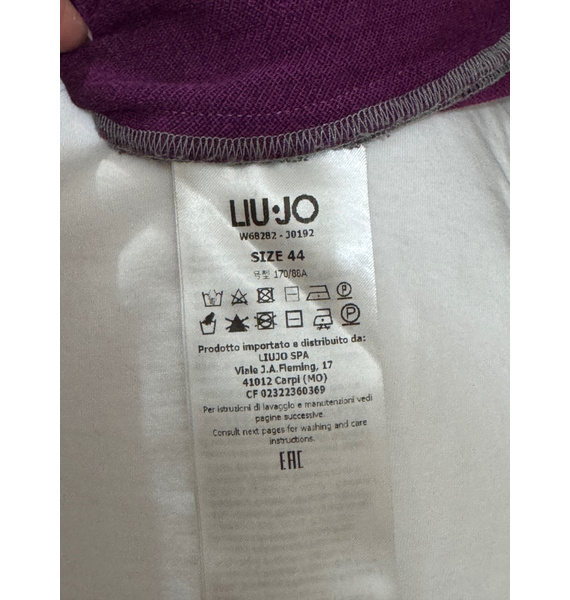 LIU·JO
W68282 - J0192
SIZE 44
号型 170/88A
P
P
Prodotto importato e distribuito da:
LIUJO SPA
Viale J.A.Fleming, 17
41012 Carpi (MO)
CF 02322360369
Per istruzioni di lavaggio e manutenzioni vedi
pagine successive.
Consult next pages for washing and care
instructions.
EAC